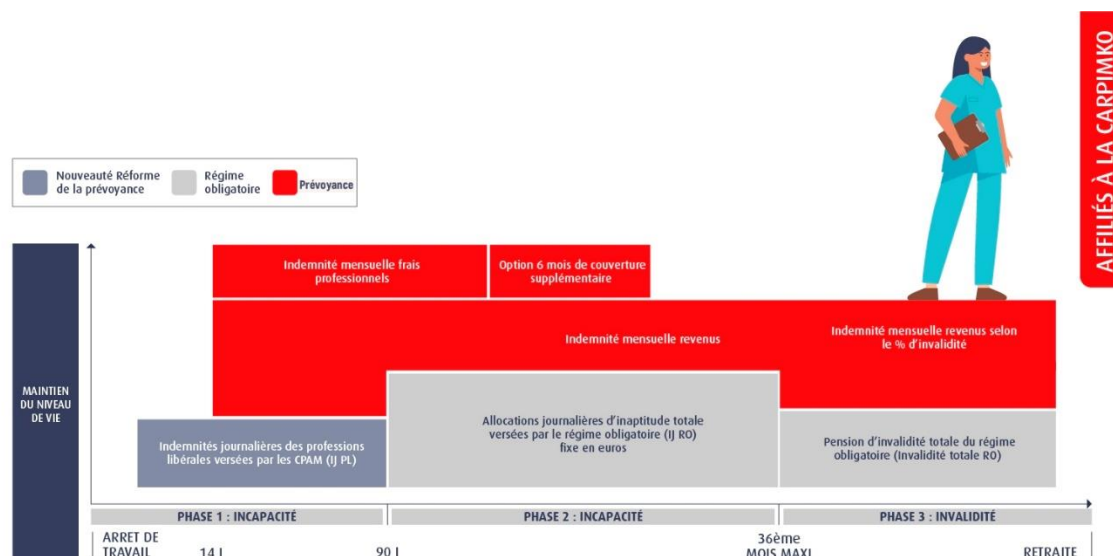 AFFILIÉS À LA CARPIMKO
Nouveauté Réforme
de la prévoyance
Régime
obligatoire
Prévoyance
MAINTIEN
DU NIVEAU
DE VIE
Indemnité mensuelle frais
professionnels
Option 6 mois de couverture
supplémentaire
Indemnité mensuelle revenus
Indemnité mensuelle revenus selon
le % d'invalidité
Indemnités journalières des professions
libérales versées par les CPAM (IJ PL)
Allocations journalières d'inaptitude totale
versées par le régime obligatoire (IJ RO)
fixe en euros
Pension d'invalidité totale du régime
obligatoire (Invalidité totale RO)
PHASE 1 : INCAPACITÉ
PHASE 2 : INCAPACITÉ
PHASE 3 : INVALIDITÉ
ARRET DE
TRAVAIL
14 J
90 J
36ème
MOIS MAXI
RETRAITE